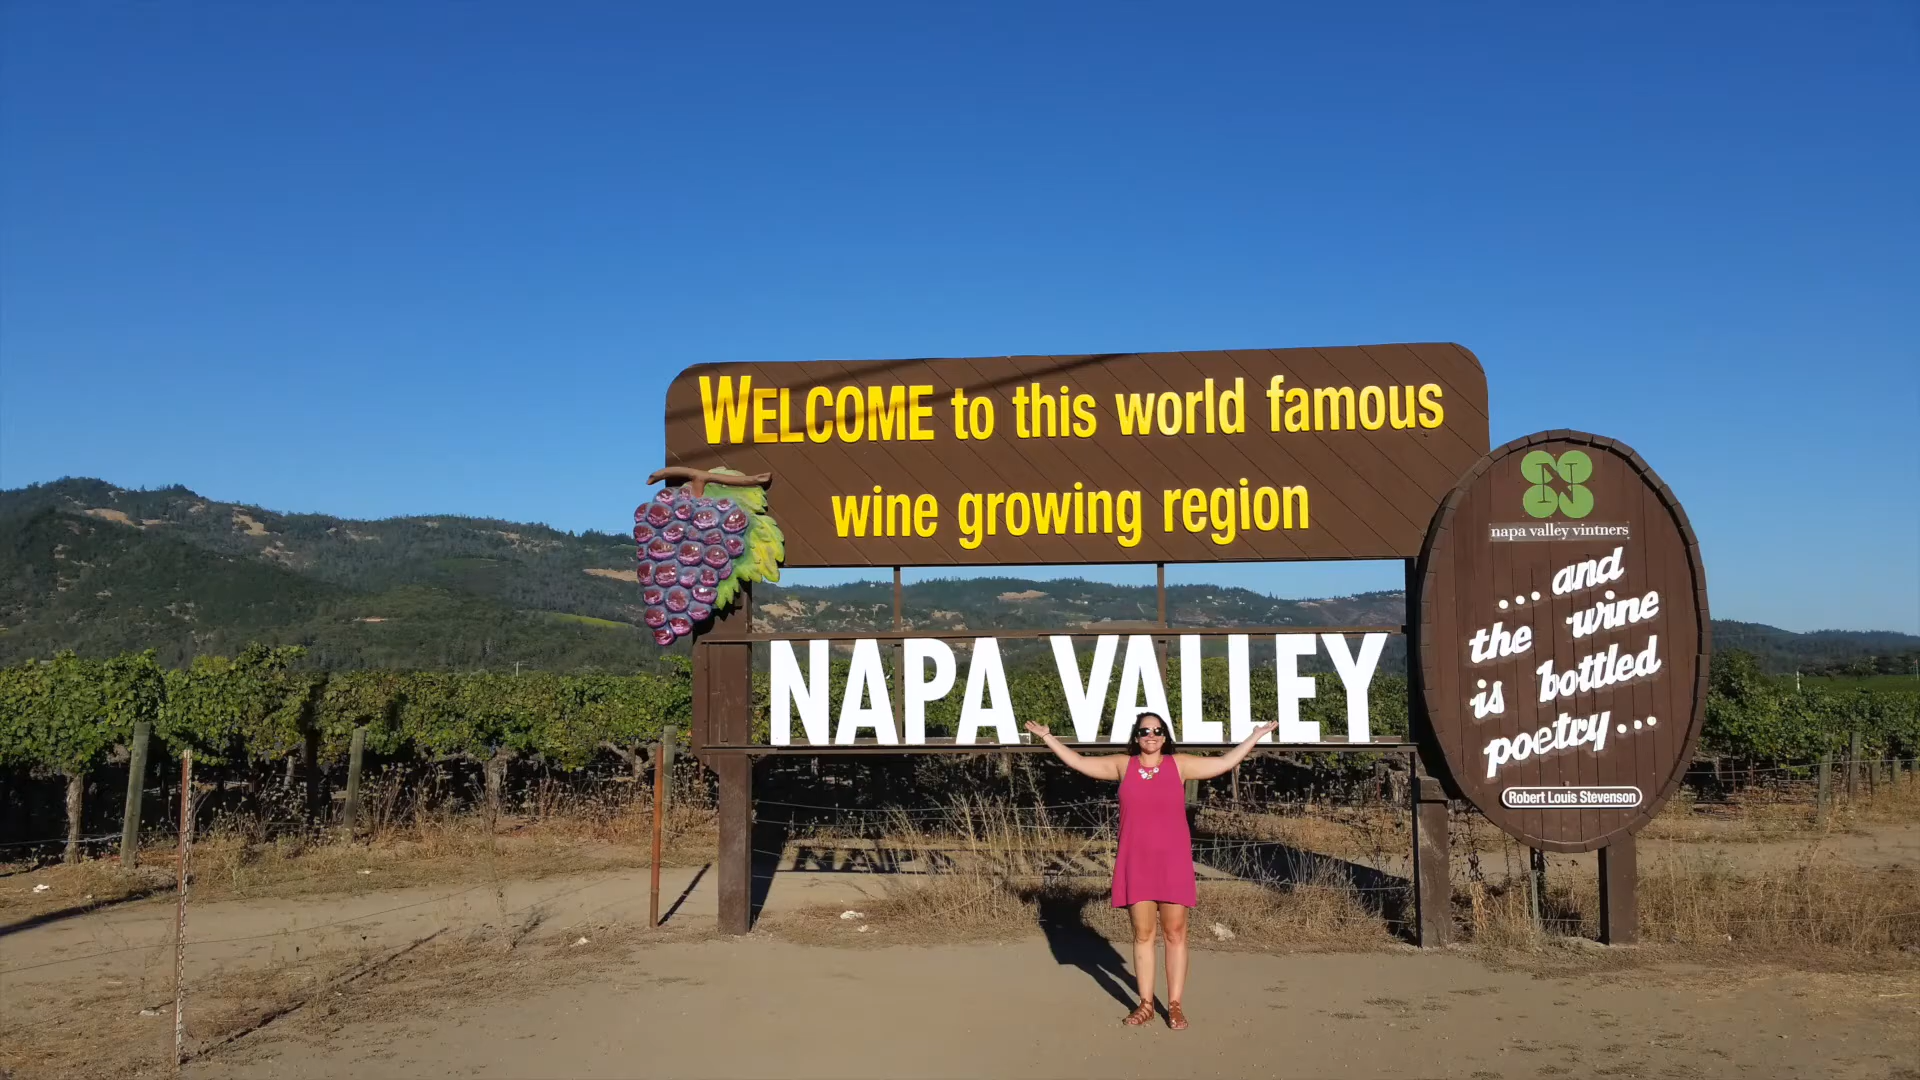 WELCOME to this world famous
wine growing region
NAPA VALLEY
N
napa valley vintners
... and
the wine
is bottled
poetry ...
Robert Louis Stevenson